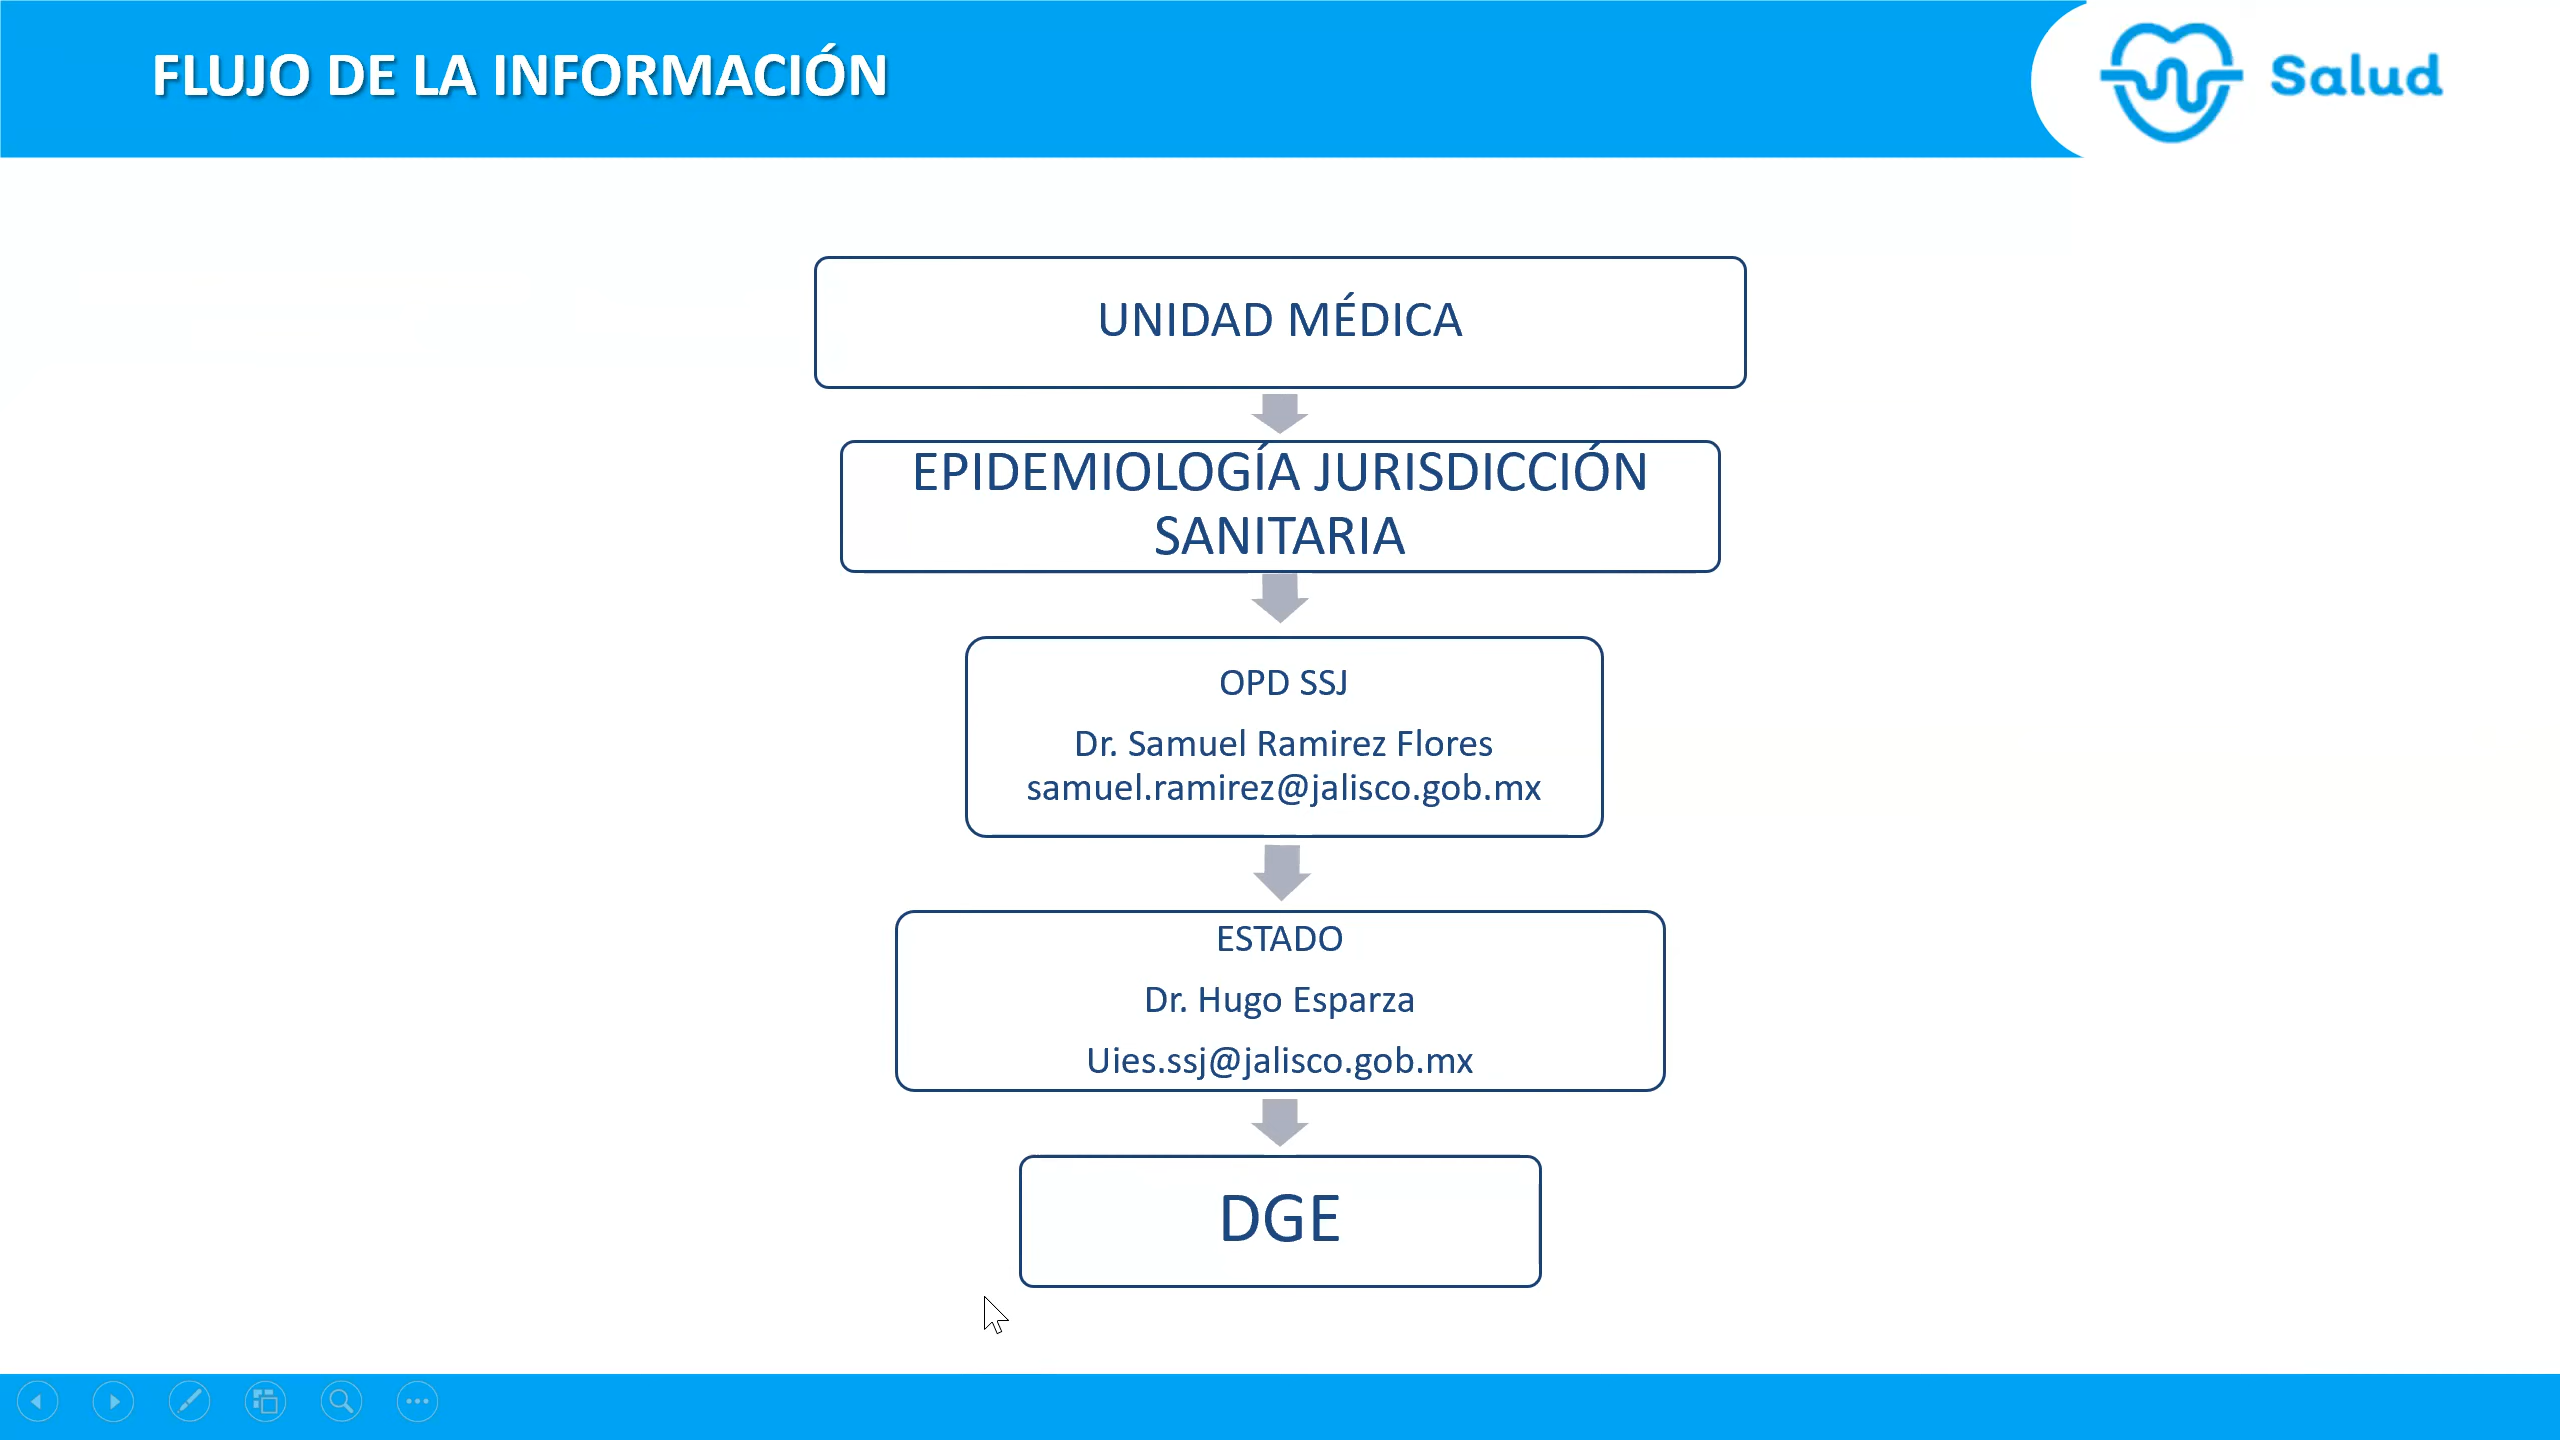 FLUJO DE LA INFORMACIÓN
Salud
UNIDAD MÉDICA
EPIDEMIOLOGÍA JURISDICCIÓN
SANITARIA
OPD SSJ
Dr. Samuel Ramirez Flores
samuel.ramirez@jalisco.gob.mx
ESTADO
Dr. Hugo Esparza
Uies.ssj@jalisco.gob.mx
DGE